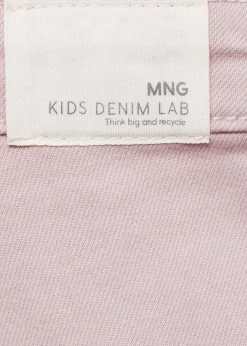 MNG
KIDS DENIM LAB
Think big and recycle